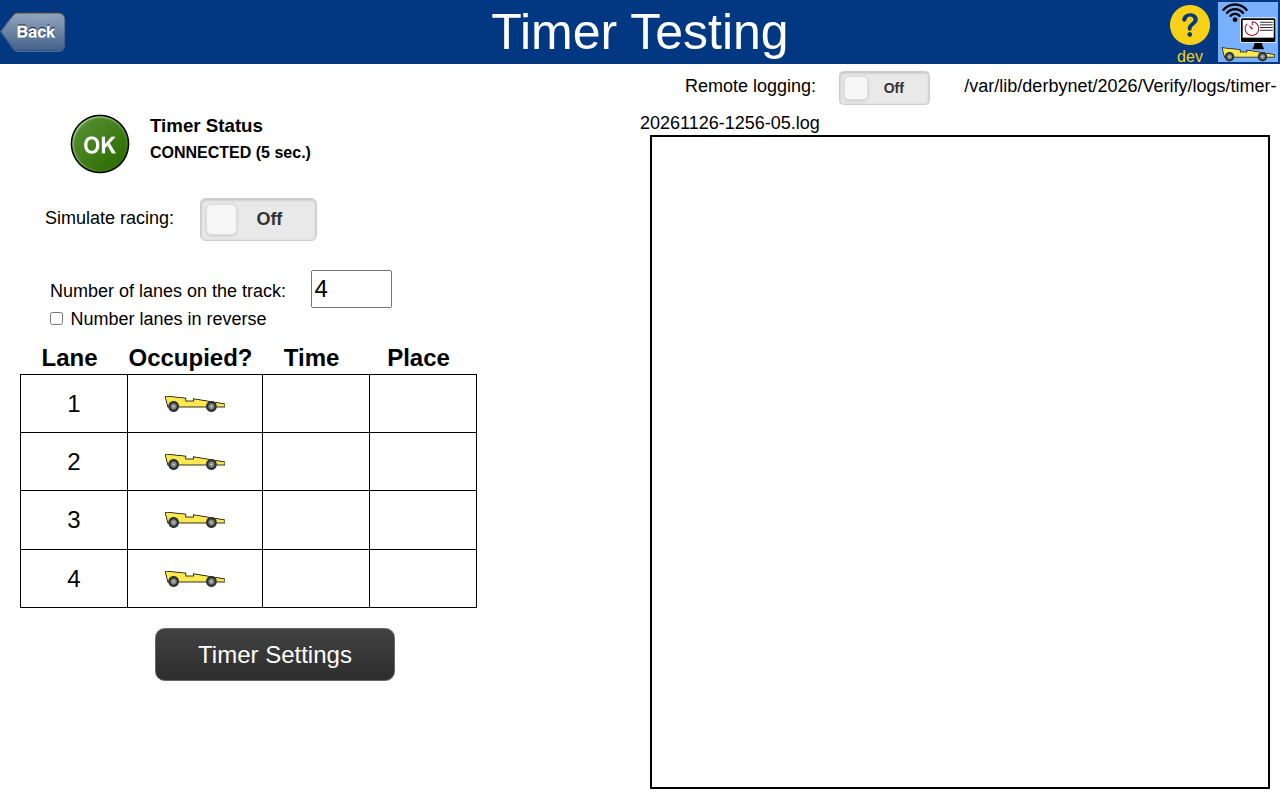 Back
Timer Testing
?
dev
Remote logging:
Off
/var/lib/derbynet/2026/Verify/logs/timer-
20261126-1256-05.log
OK
Timer Status
CONNECTED (5 sec.)
Simulate racing:
Off
Number of lanes on the track:
4
Number lanes in reverse
Lane Occupied? Time Place
1
2
3
4
Timer Settings